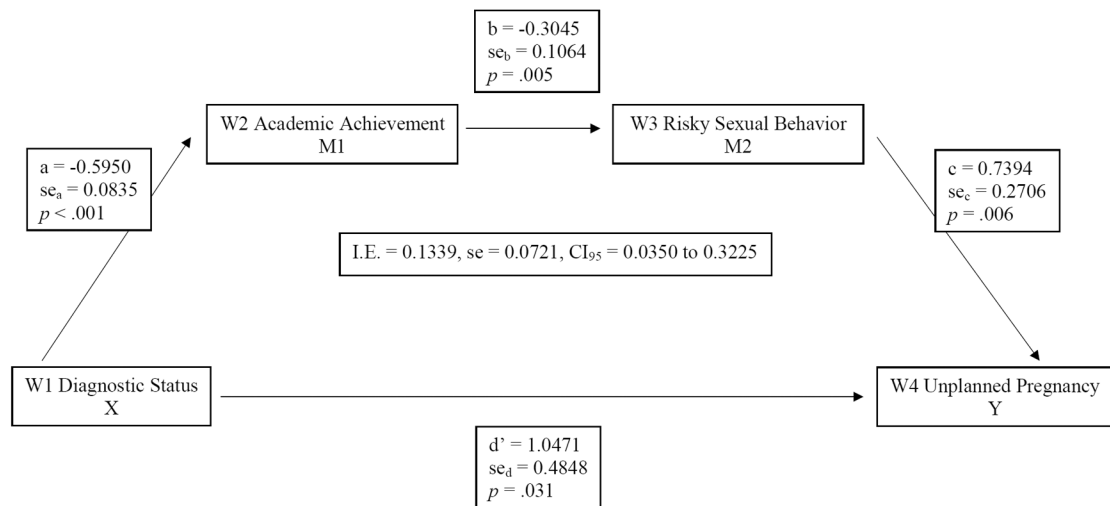 b = -0.3045
se_b = 0.1064
p = .005
W2 Academic Achievement
M1
W3 Risky Sexual Behavior
M2
a = -0.5950
se_a = 0.0835
p < .001
c = 0.7394
se_c = 0.2706
p = .006
I.E. = 0.1339, se = 0.0721, CI_95 = 0.0350 to 0.3225
W1 Diagnostic Status
X
W4 Unplanned Pregnancy
Y
d’ = 1.0471
se_d = 0.4848
p = .031